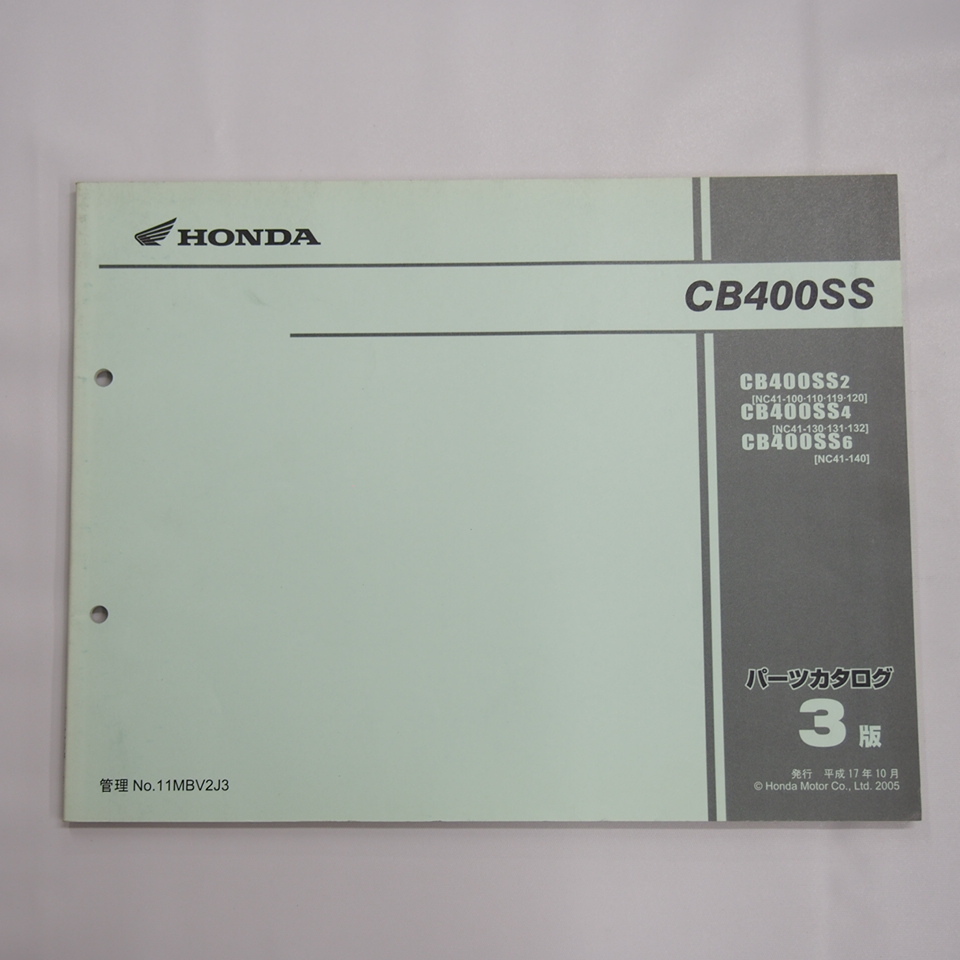 HONDA
CB400SS
CB400SS2
[NC41-100･110･119･120]
CB400SS4
[NC41-130･131･132]
CB400SS6
[NC41-140]
パーツカタログ
3 版
発行 平成17年10月
© Honda Motor Co., Ltd. 2005
管理 No.11MBV2J3